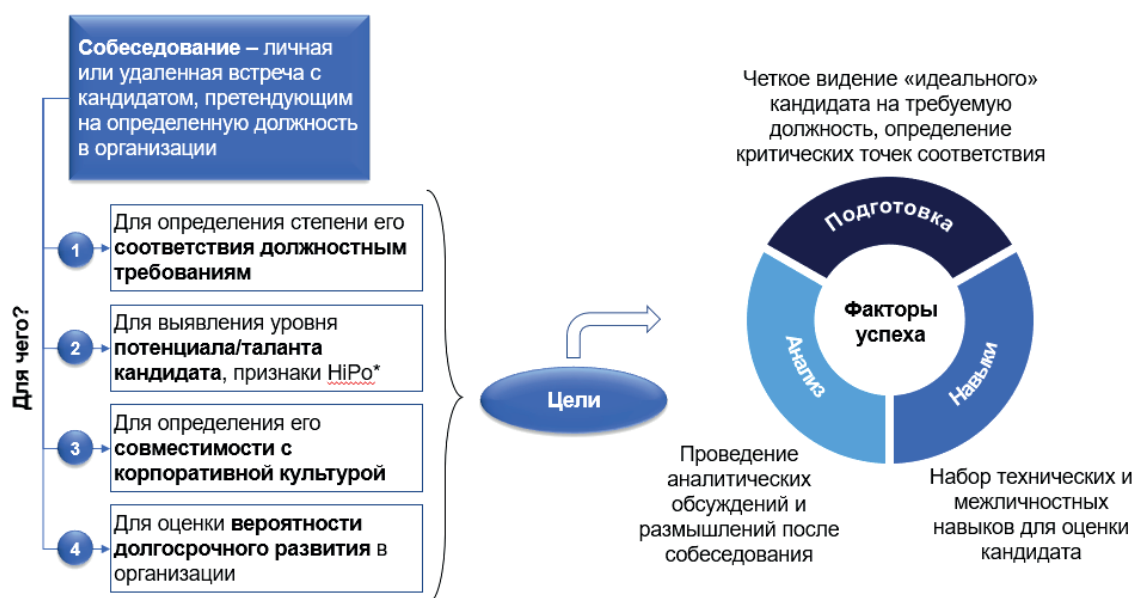 Собеседование – личная
или удаленная встреча с
кандидатом, претендующим
на определенную должность
в организации
Для чего?
1
Для определения степени его
соответствия должностным
требованиям
2
Для выявления уровня
потенциала/таланта
кандидата, признаки HiPo*
3
Для определения его
совместимости с
корпоративной культурой
4
Для оценки вероятности
долгосрочного развития в
организации
Цели
Четкое видение «идеального»
кандидата на требуемую
должность, определение
критических точек соответствия
Подготовка
Факторы
успеха
Анализ
Навыки
Проведение
аналитических
обсуждений и
размышлений после
собеседования
Набор технических и
межличностных
навыков для оценки
кандидата